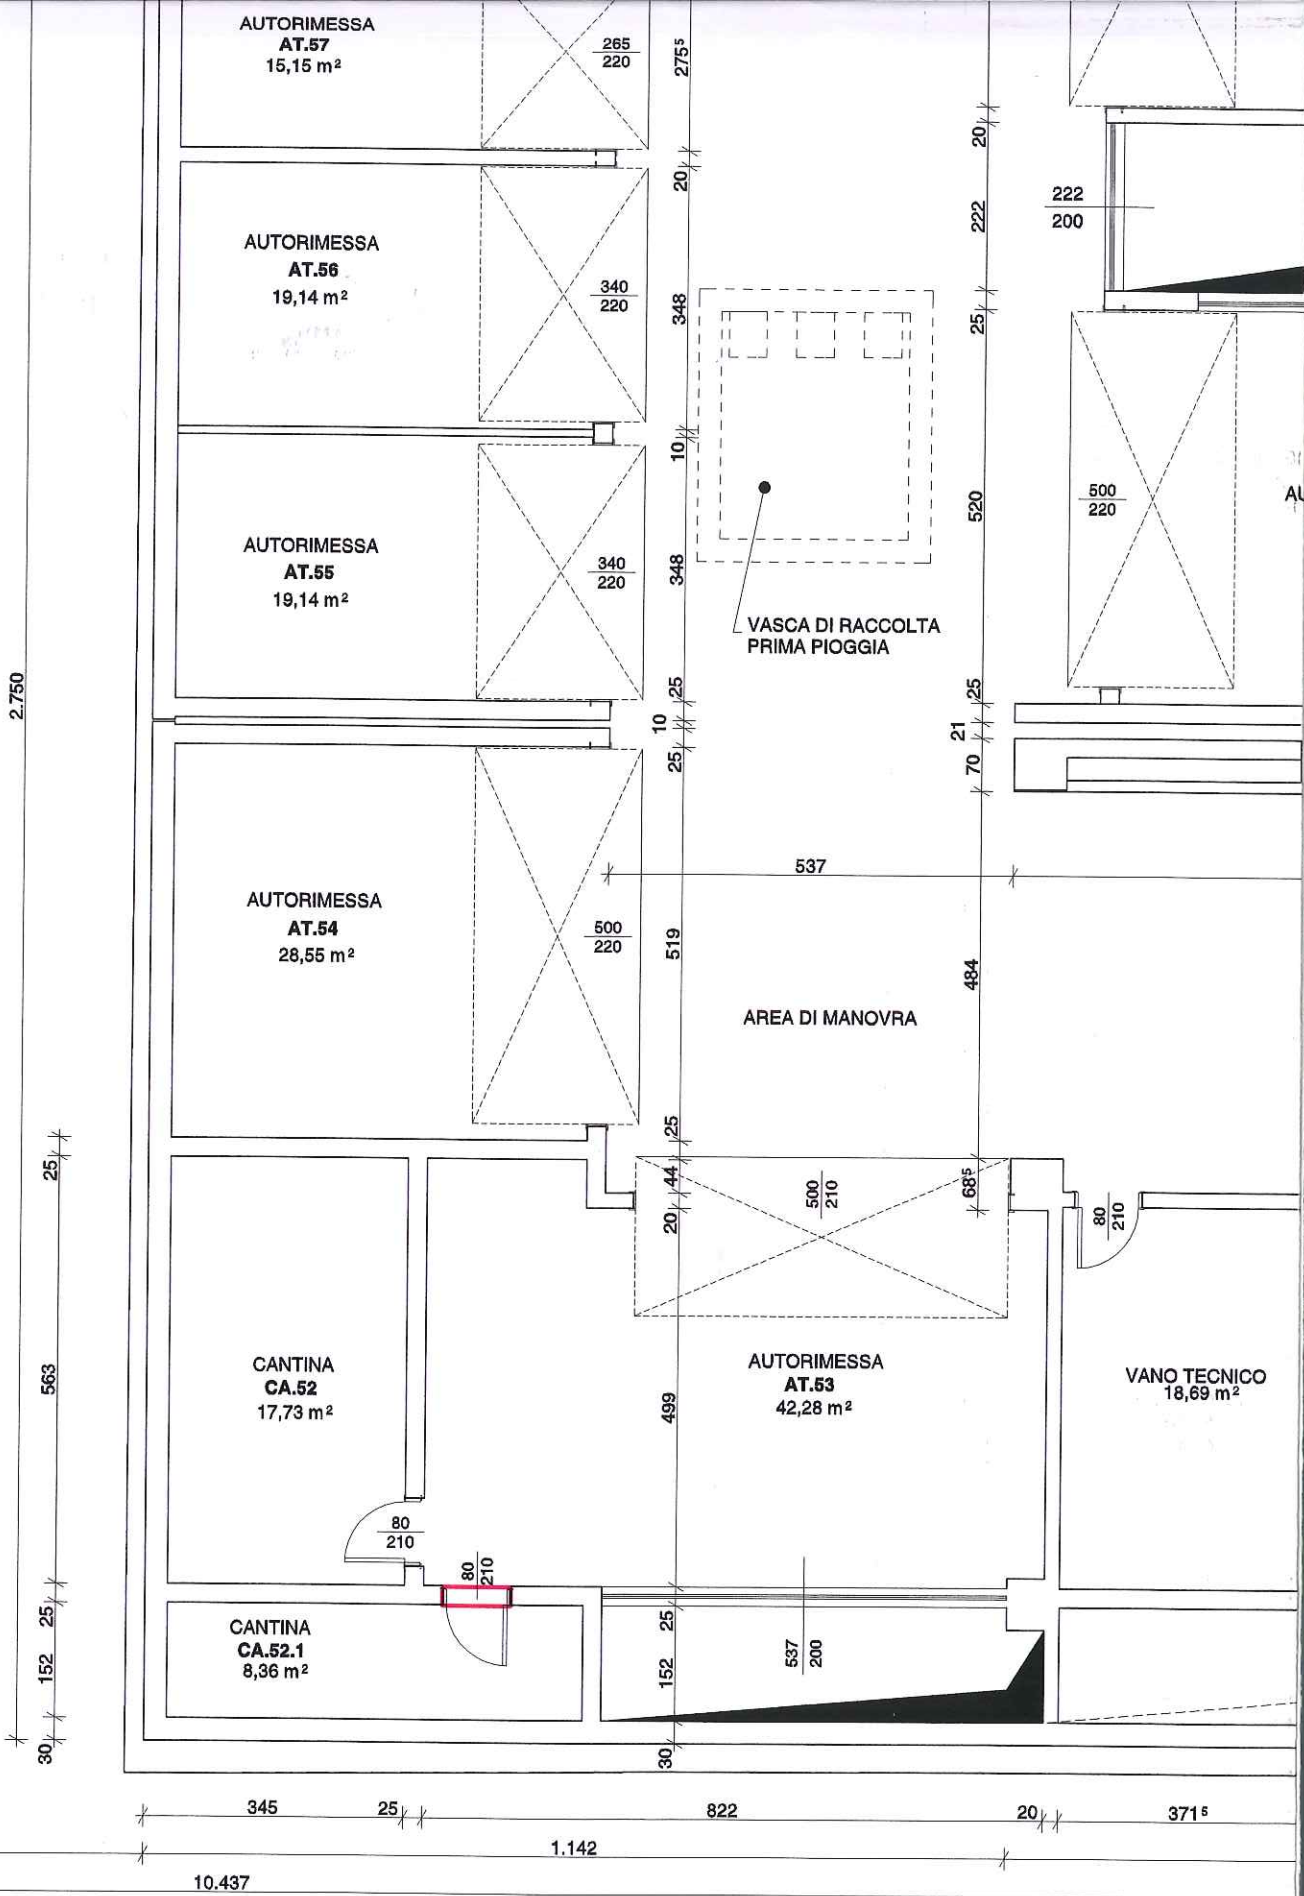 AUTORIMESSA
AT.57
15,15 m²
265
220
275⁵
20
20
222
222
200
AUTORIMESSA
AT.56
19,14 m²
340
220
348
25
10
AUTORIMESSA
AT.55
19,14 m²
340
220
348
520
500
220
AU
VASCA DI RACCOLTA
PRIMA PIOGGIA
2.750
25
10
25
25
21
70
537
AUTORIMESSA
AT.54
28,55 m²
500
220
519
484
AREA DI MANOVRA
25
25
44
20
500
210
68⁵
80
210
563
CANTINA
CA.52
17,73 m²
AUTORIMESSA
AT.53
42,28 m²
499
VANO TECNICO
18,69 m²
80
210
80
210
25
152
30
CANTINA
CA.52.1
8,36 m²
25
152
30
537
200
345
25
822
20
371⁵
1.142
10.437